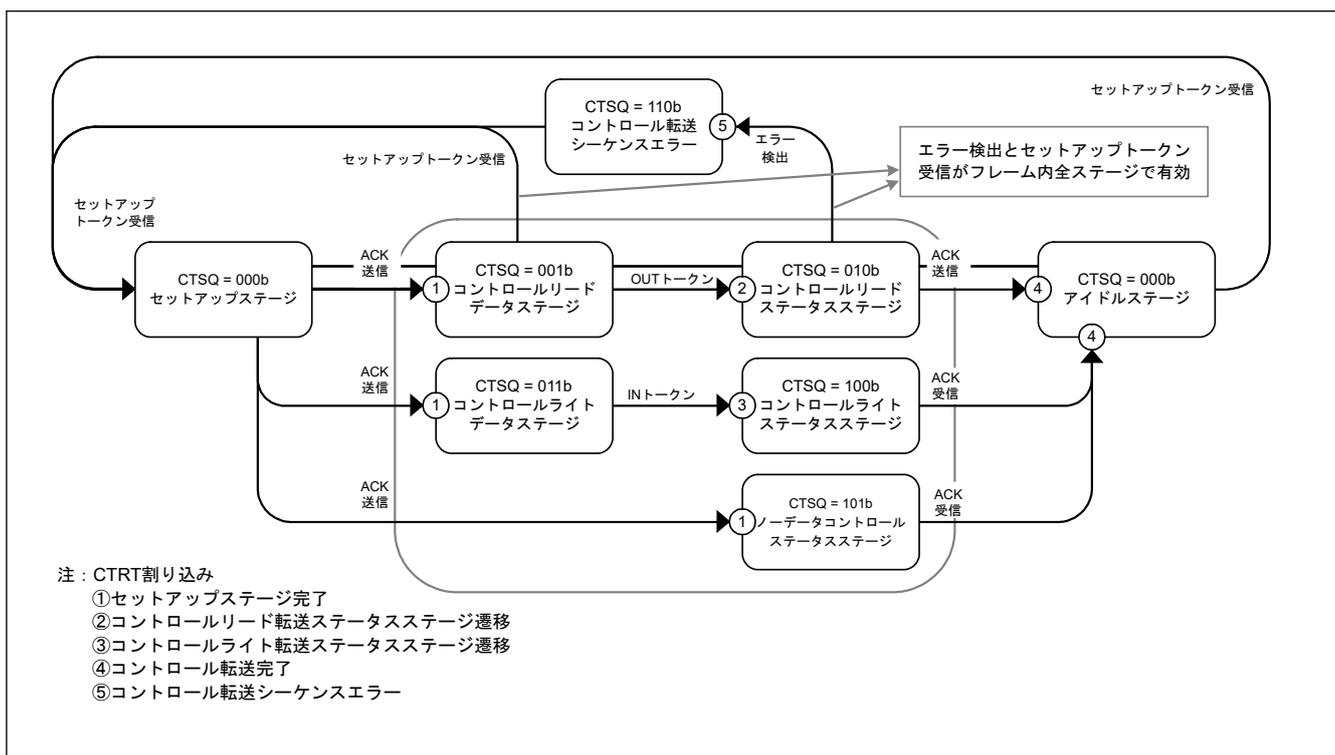 セットアップトークン受信
CTSQ = 110b
コントロール転送
シーケンスエラー
5
エラー
検出
セットアップトークン受信
エラー検出とセットアップトークン
受信がフレーム内全ステージで有効
セットアップ
トークン受信
CTSQ = 000b
セットアップステージ
ACK
送信
1
CTSQ = 001b
コントロールリード
データステージ
OUTトークン
2
CTSQ = 010b
コントロールリード
ステータスステージ
ACK
送信
4
CTSQ = 000b
アイドルステージ
4
ACK
送信
1
CTSQ = 011b
コントロールライト
データステージ
INトークン
3
CTSQ = 100b
コントロールライト
ステータスステージ
ACK
受信
ACK
送信
1
CTSQ = 101b
ノーデータコントロール
ステータスステージ
ACK
受信
注：CTRT割り込み
①セットアップステージ完了
②コントロールリード転送ステータスステージ遷移
③コントロールライト転送ステータスステージ遷移
④コントロール転送完了
⑤コントロール転送シーケンスエラー